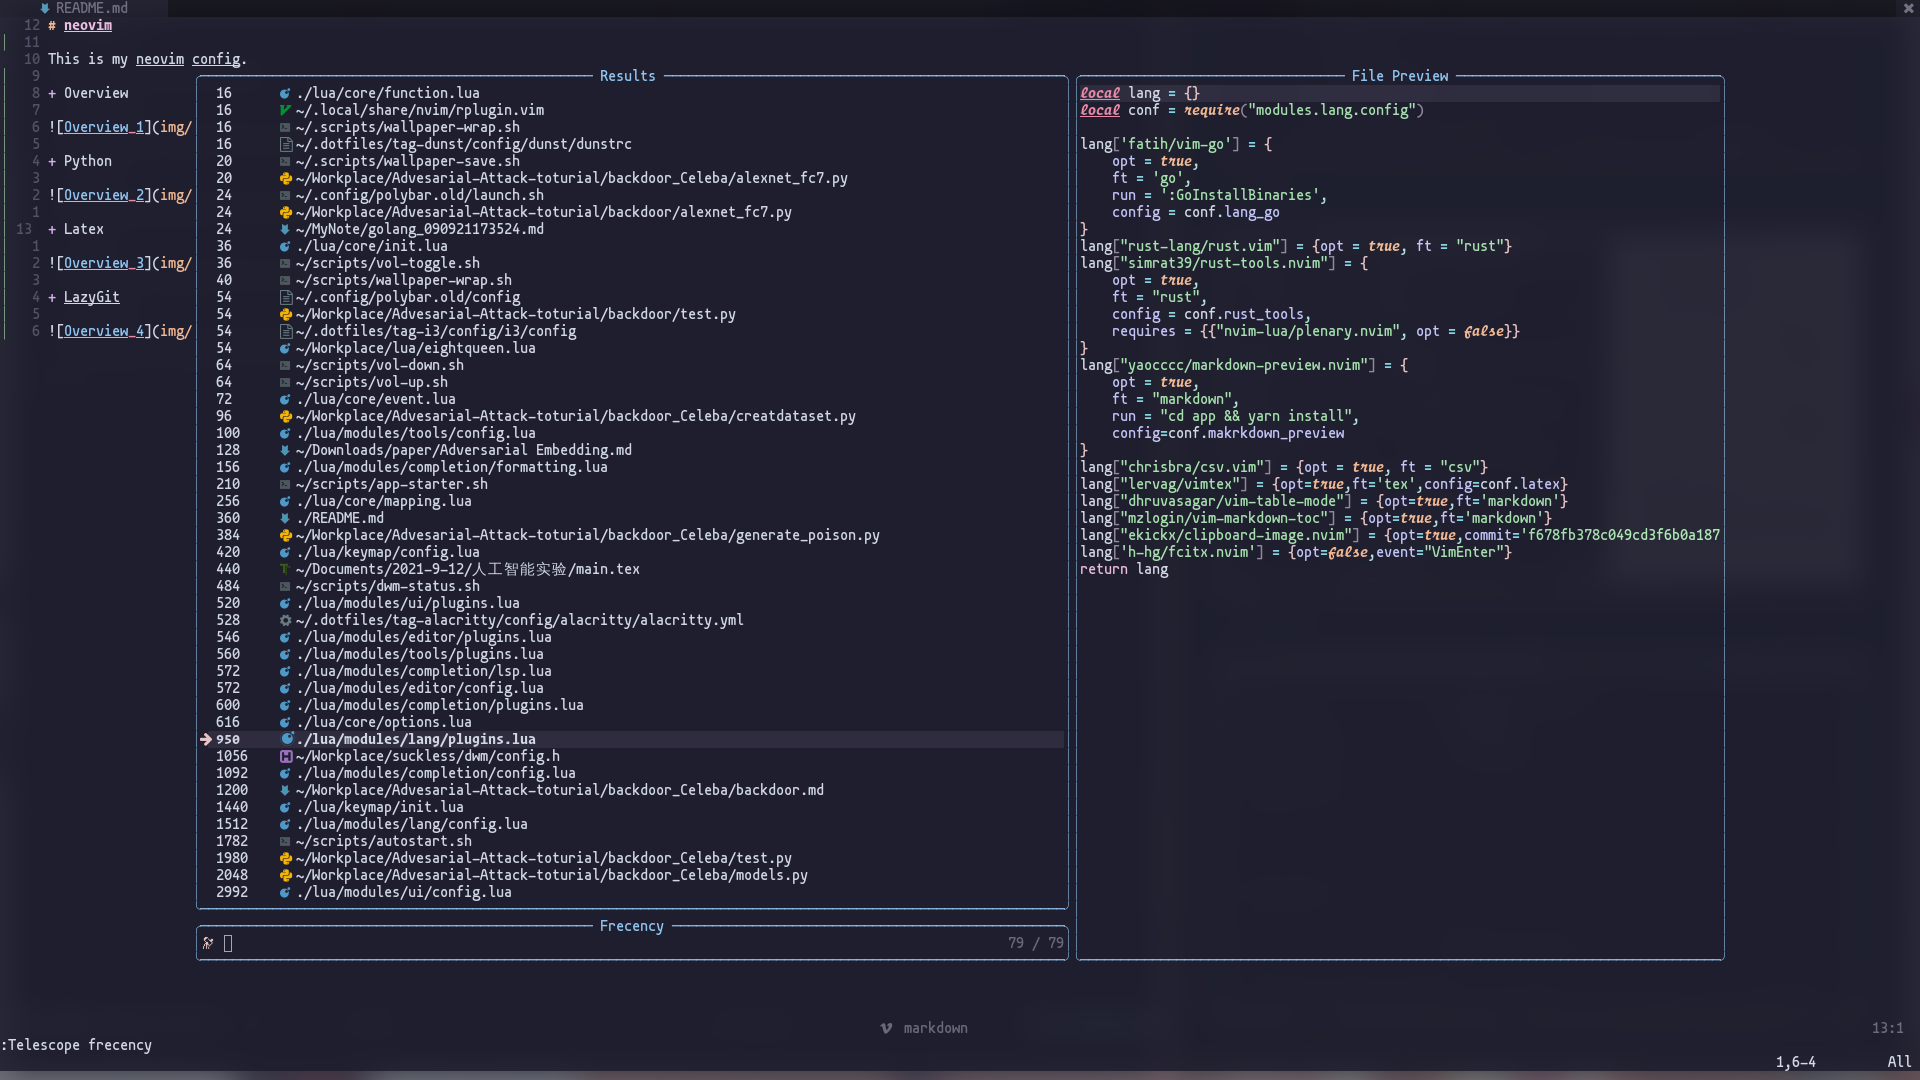 README.md
12 # neovim
11
10 This is my neovim config.
9
8 + Overview
7
6 ![Overview_1](img/
5
4 + Python
3
2 ![Overview_2](img/
1
13 + Latex
1
2 ![Overview_3](img/
3
4 + LazyGit
5
6 ![Overview_4](img/
Results
16 ./lua/core/function.lua
16 ~/.local/share/nvim/rplugin.vim
16 ~/.scripts/wallpaper-wrap.sh
16 ~/.dotfiles/tag-dunst/config/dunst/dunstrc
20 ~/.scripts/wallpaper-save.sh
20 ~/Workplace/Advesarial-Attack-toturial/backdoor_Celeba/alexnet_fc7.py
24 ~/.config/polybar.old/launch.sh
24 ~/Workplace/Advesarial-Attack-toturial/backdoor/alexnet_fc7.py
24 ~/MyNote/golang_090921173524.md
36 ./lua/core/init.lua
36 ~/scripts/vol-toggle.sh
40 ~/scripts/wallpaper-wrap.sh
54 ~/.config/polybar.old/config
54 ~/Workplace/Advesarial-Attack-toturial/backdoor/test.py
54 ~/.dotfiles/tag-i3/config/i3/config
54 ~/Workplace/lua/eightqueen.lua
64 ~/scripts/vol-down.sh
64 ~/scripts/vol-up.sh
72 ./lua/core/event.lua
96 ~/Workplace/Advesarial-Attack-toturial/backdoor_Celeba/creatdataset.py
100 ./lua/modules/tools/config.lua
128 ~/Downloads/paper/Adversarial Embedding.md
156 ./lua/modules/completion/formatting.lua
210 ~/scripts/app-starter.sh
256 ./lua/core/mapping.lua
360 ./README.md
384 ~/Workplace/Advesarial-Attack-toturial/backdoor_Celeba/generate_poison.py
420 ./lua/keymap/config.lua
440 ~/Documents/2021-9-12/人工智能实验/main.tex
484 ~/scripts/dwm-status.sh
520 ./lua/modules/ui/plugins.lua
528 ~/.dotfiles/tag-alacritty/config/alacritty/alacritty.yml
546 ./lua/modules/editor/plugins.lua
560 ./lua/modules/tools/plugins.lua
572 ./lua/modules/completion/lsp.lua
572 ./lua/modules/editor/config.lua
600 ./lua/modules/completion/plugins.lua
616 ./lua/core/options.lua
950 ./lua/modules/lang/plugins.lua
1056 ~/Workplace/suckless/dwm/config.h
1092 ./lua/modules/completion/config.lua
1200 ~/Workplace/Advesarial-Attack-toturial/backdoor_Celeba/backdoor.md
1440 ./lua/keymap/init.lua
1512 ./lua/modules/lang/config.lua
1782 ~/scripts/autostart.sh
1980 ~/Workplace/Advesarial-Attack-toturial/backdoor_Celeba/test.py
2048 ~/Workplace/Advesarial-Attack-toturial/backdoor_Celeba/models.py
2992 ./lua/modules/ui/config.lua
Frecency
79 / 79
File Preview
local lang = {}
local conf = require("modules.lang.config")
lang['fatih/vim-go'] = {
opt = true,
ft = 'go',
run = ':GoInstallBinaries',
config = conf.lang_go
}
lang["rust-lang/rust.vim"] = {opt = true, ft = "rust"}
lang["simrat39/rust-tools.nvim"] = {
opt = true,
ft = "rust",
config = conf.rust_tools,
requires = {{"nvim-lua/plenary.nvim", opt = false}}
}
lang["yaocccc/markdown-preview.nvim"] = {
opt = true,
ft = "markdown",
run = "cd app && yarn install",
config=conf.makrkdown_preview
}
lang["chrisbra/csv.vim"] = {opt = true, ft = "csv"}
lang["lervag/vimtex"] = {opt=true,ft='tex',config=conf.latex}
lang["dhruvasagar/vim-table-mode"] = {opt=true,ft='markdown'}
lang["mzlogin/vim-markdown-toc"] = {opt=true,ft='markdown'}
lang["ekickx/clipboard-image.nvim"] = {opt=true,commit='f678fb378c049cd3f6b0a187
lang['h-hg/fcitx.nvim'] = {opt=false,event="VimEnter"}
return lang
markdown
13:1
:Telescope frecency
1,6-4 All